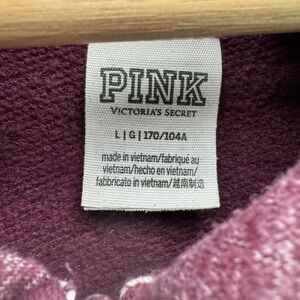 PINK
VICTORIA'S SECRET
L | G | 170/104A
made in vietnam/fabriqué au
vietnam/hecho en vietnam/
fabbricato in vietnam/越南制造